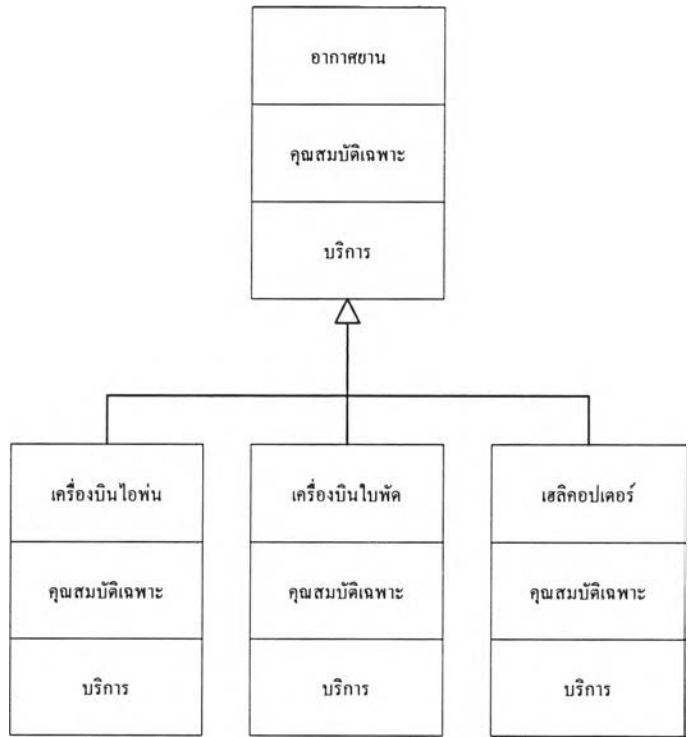 อากาศยาน
คุณสมบัติเฉพาะ
บริการ
เครื่องบินไอพ่น
คุณสมบัติเฉพาะ
บริการ
เครื่องบินใบพัด
คุณสมบัติเฉพาะ
บริการ
เฮลิคอปเตอร์
คุณสมบัติเฉพาะ
บริการ